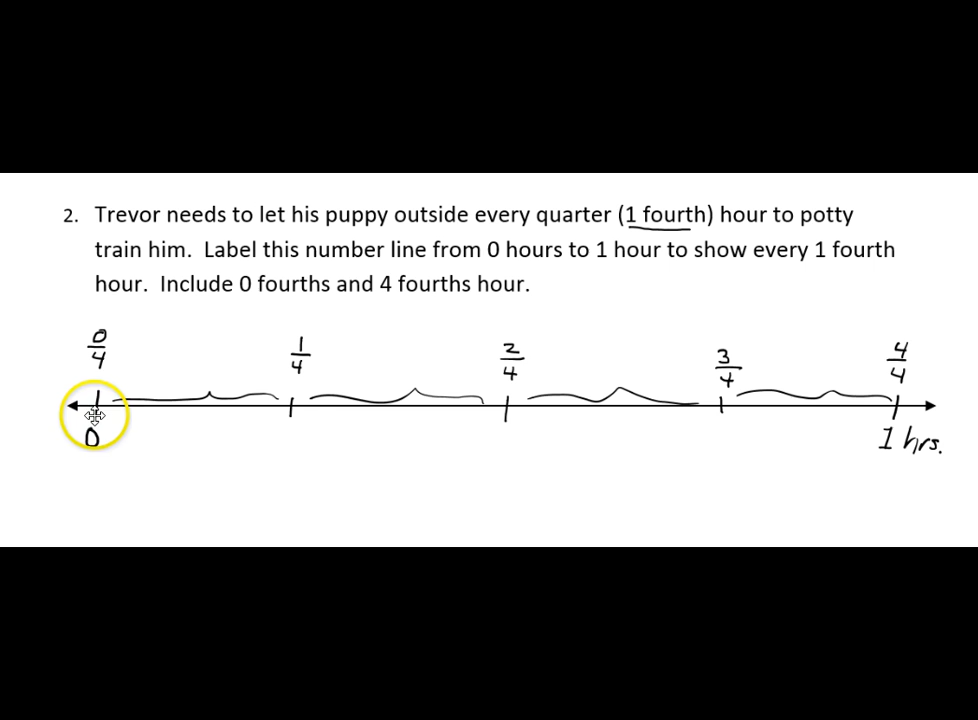 2. Trevor needs to let his puppy outside every quarter (1 fourth) hour to potty
train him. Label this number line from 0 hours to 1 hour to show every 1 fourth
hour. Include 0 fourths and 4 fourths hour.
0/4 1/4 2/4 3/4 4/4
0 1 hrs.